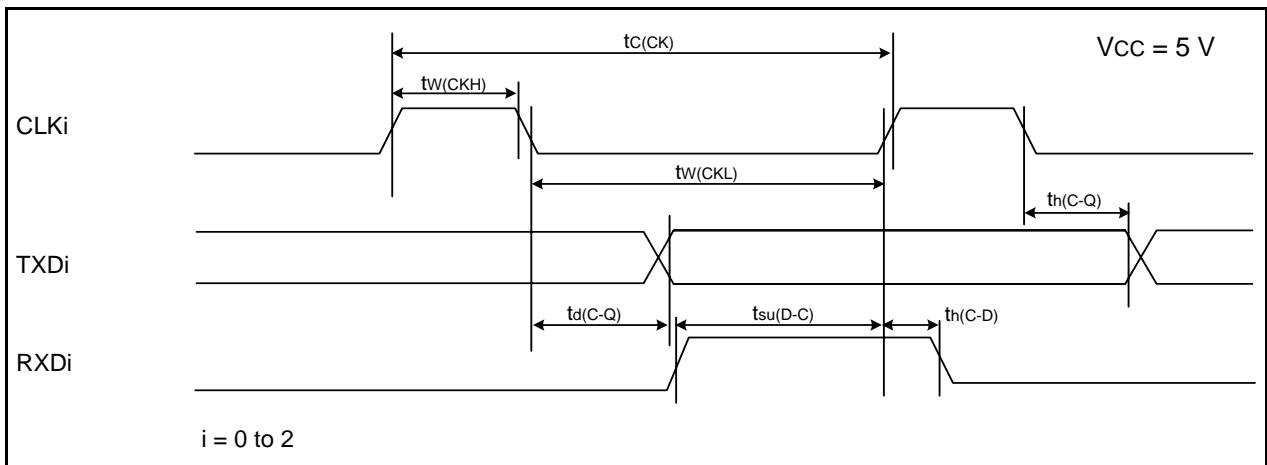 tC(CK)
VCC = 5 V
tW(CKH)
CLKi
tW(CKL)
th(C-Q)
TXDi
td(C-Q)
tsu(D-C)
th(C-D)
RXDi
i = 0 to 2